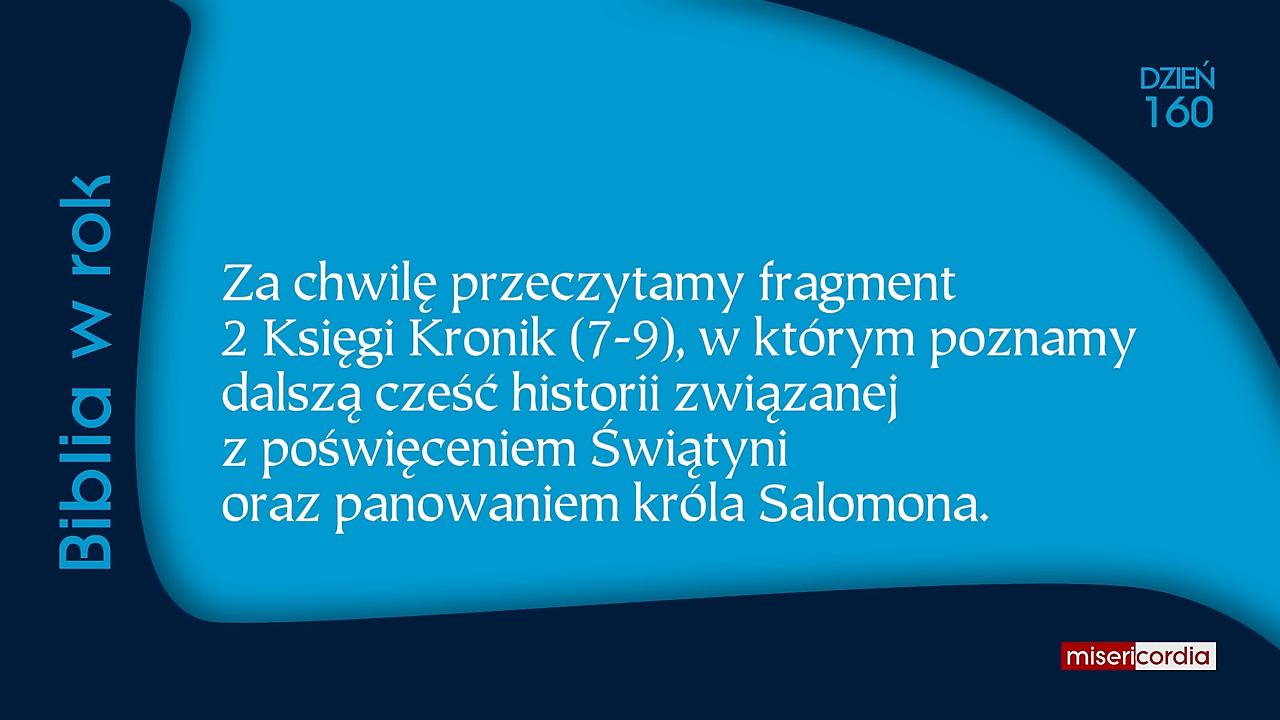 Biblia w rok
DZIEŃ
160
Za chwilę przeczytamy fragment
2 Księgi Kronik (7-9), w którym poznamy
dalszą cześć historii związanej
z poświęceniem Świątyni
oraz panowaniem króla Salomona.
misericordia